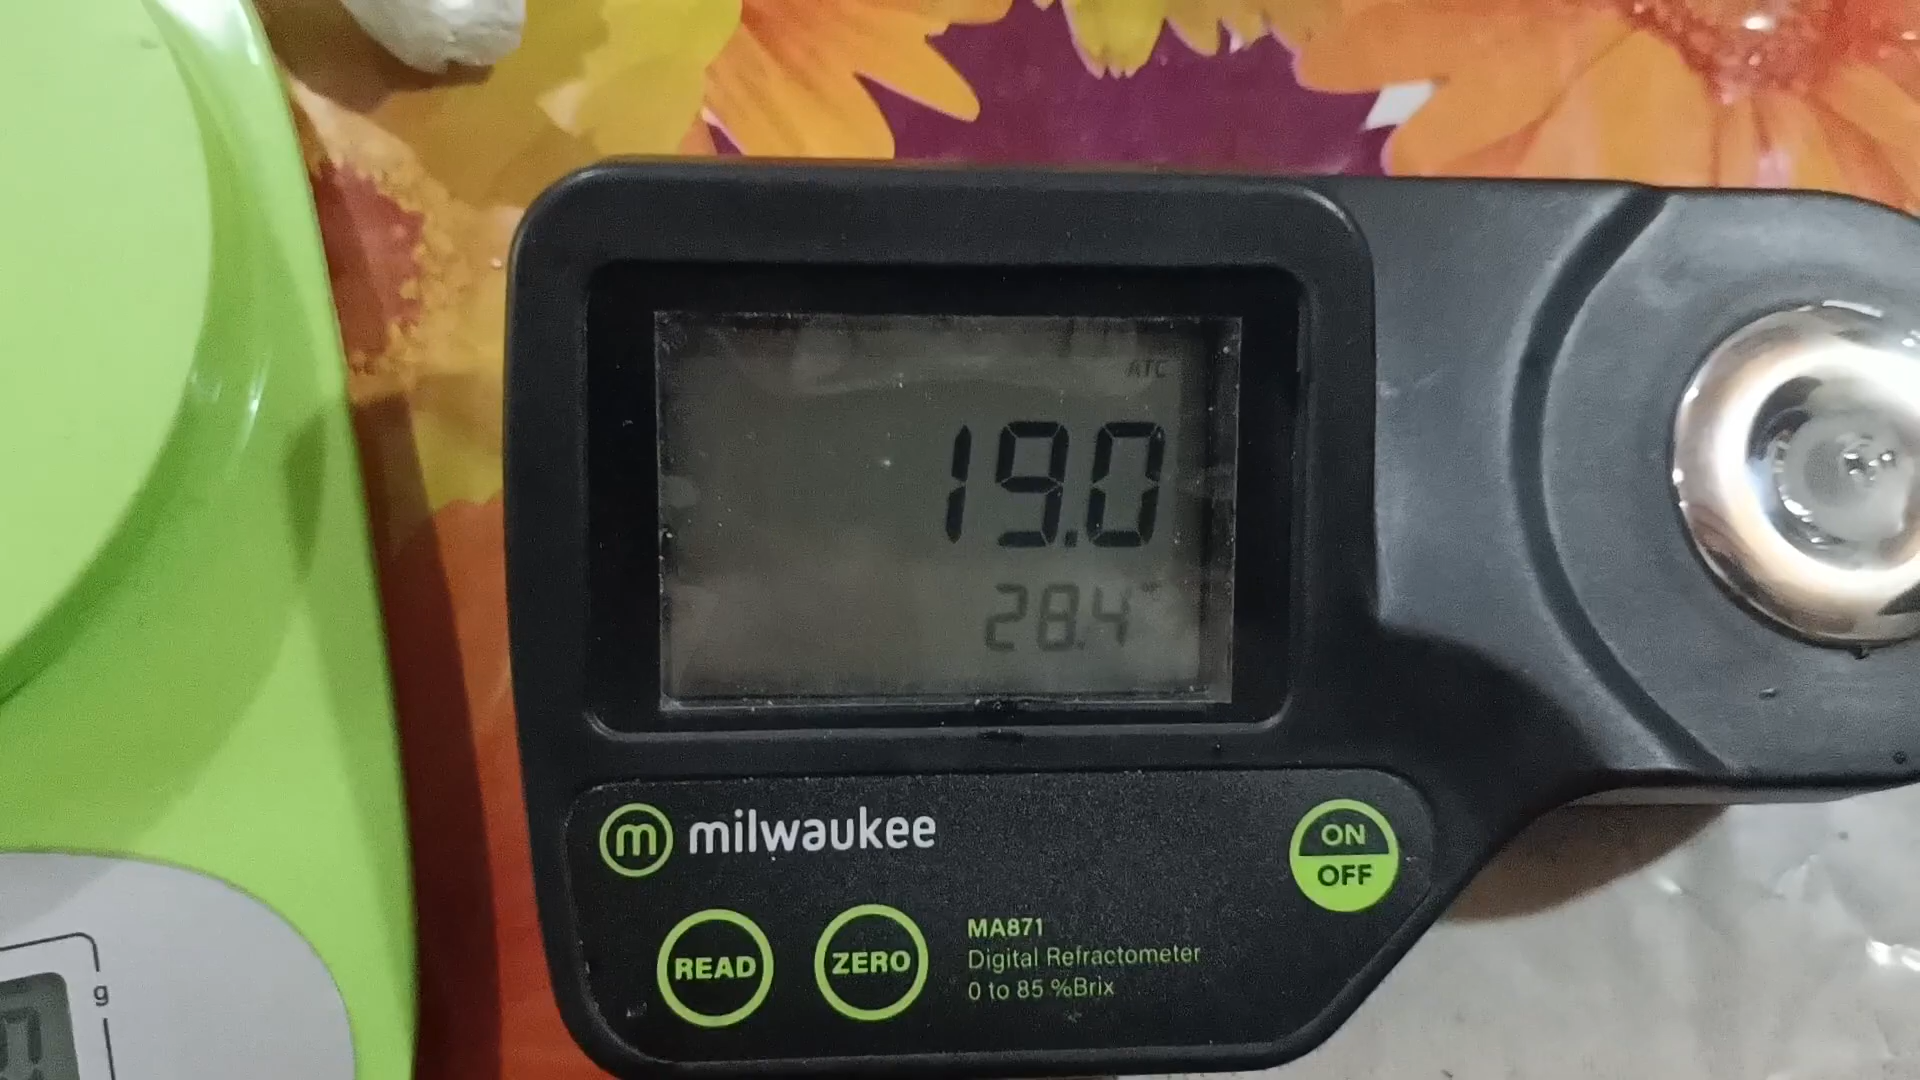 ATC
19.0
28.4
m milwaukee
ON
OFF
READ
ZERO
MA871
Digital Refractometer
0 to 85 %Brix
g